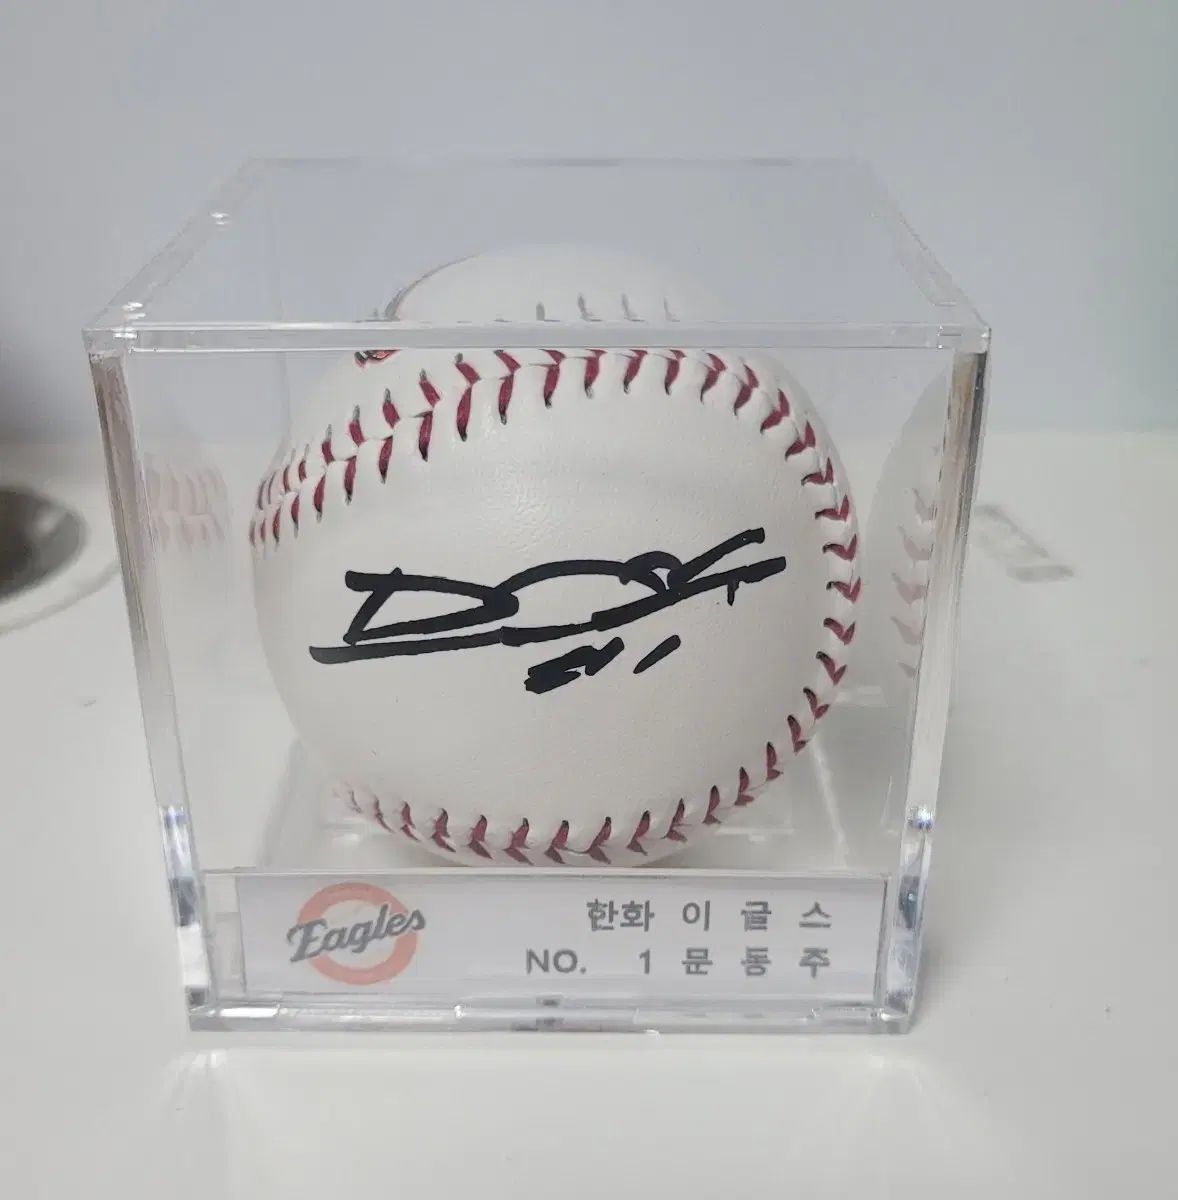 Eagles
한화 이 글 스
NO. 1 문 동 주